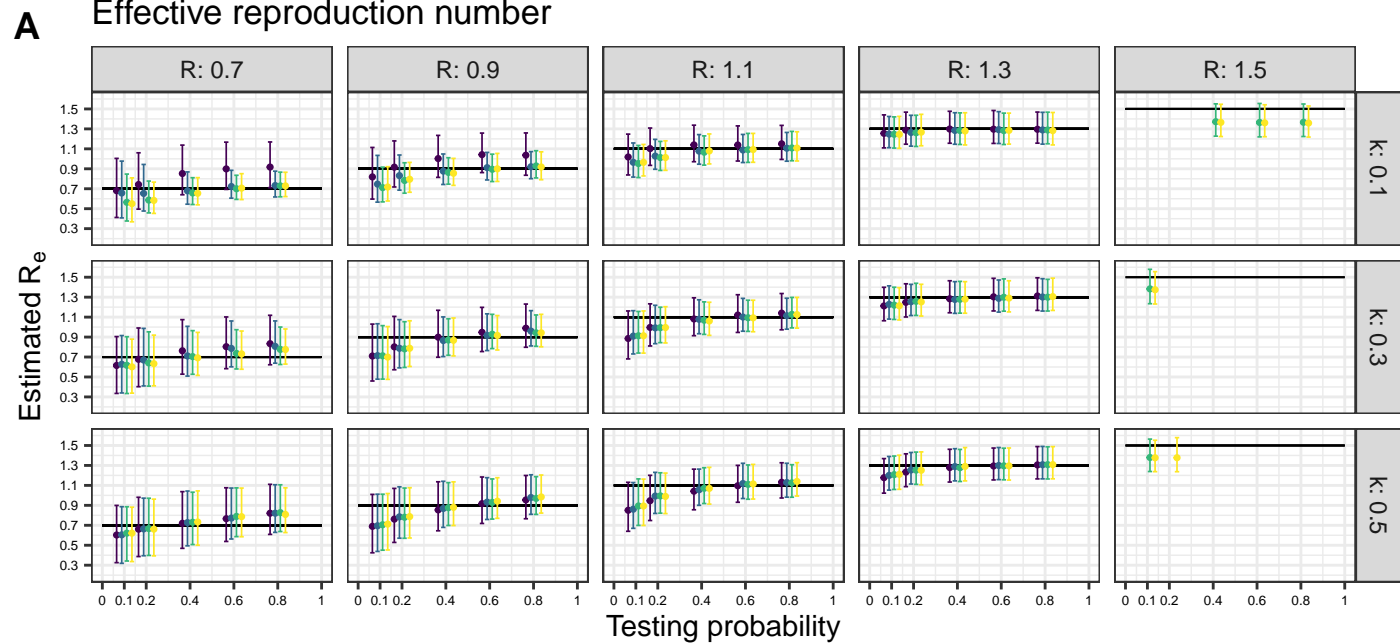 A
Effective reproduction number
R: 0.7
R: 0.9
R: 1.1
R: 1.3
R: 1.5
1.5
1.3
1.1
0.9
0.7
0.5
0.3
k: 0.1
1.5
1.3
1.1
0.9
0.7
0.5
0.3
k: 0.3
1.5
1.3
1.1
0.9
0.7
0.5
0.3
k: 0.5
Estimated Re
0 0.1 0.2 0.4 0.6 0.8 1
0 0.1 0.2 0.4 0.6 0.8 1
0 0.1 0.2 0.4 0.6 0.8 1
0 0.1 0.2 0.4 0.6 0.8 1
0 0.1 0.2 0.4 0.6 0.8 1
Testing probability